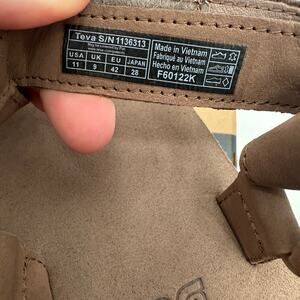 Teva S/N 1136313
USA UK EU JAPAN
11 9 42 28
Made in Vietnam
Fabriqué au Vietnam
Hecho en Vietnam
F60122K